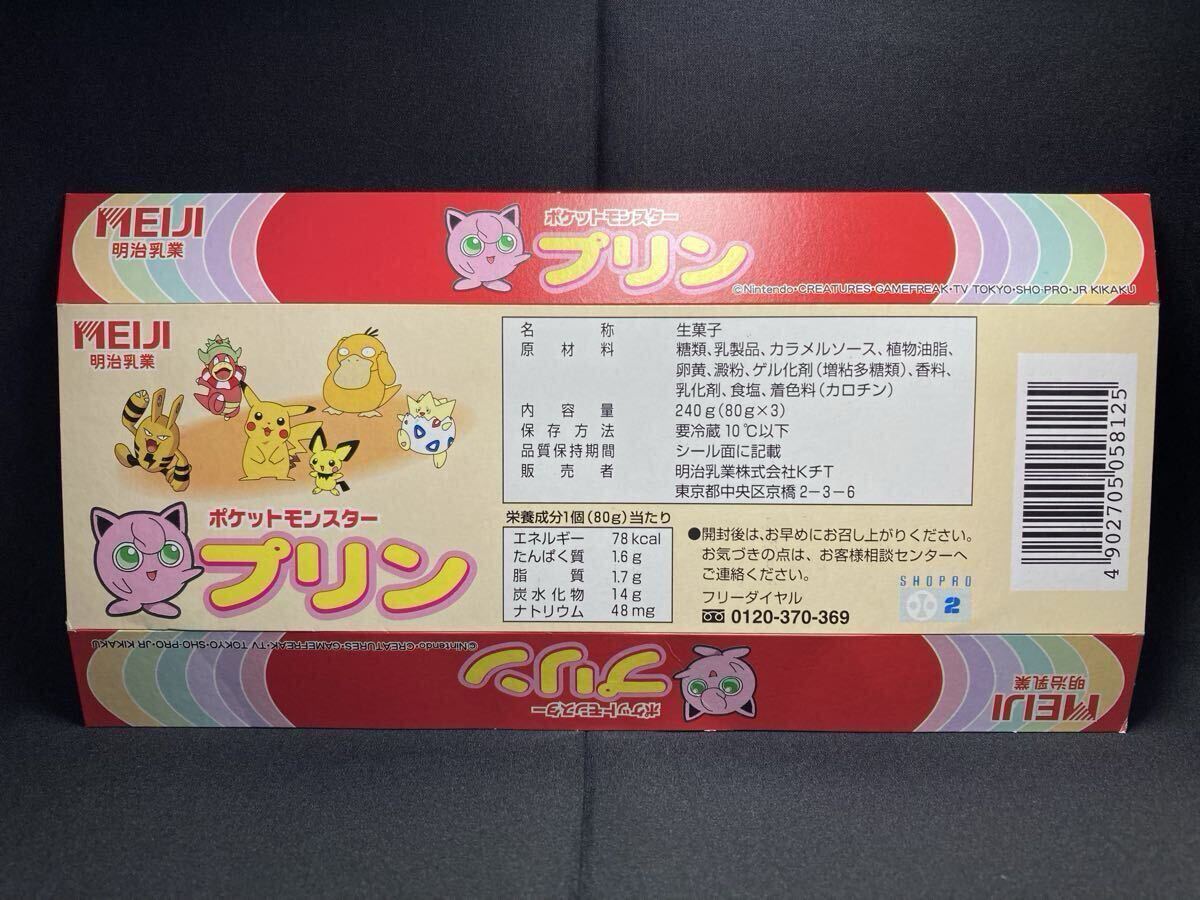 MEIJI
明治乳業
ポケットモンスター
プリン
©Nintendo・CREATURES・GAMEFREAK・TV TOKYO・SHO-PRO・JR KIKAKU
MEIJI
明治乳業
ポケットモンスター
プリン
名称 生菓子
原材料 糖類、乳製品、カラメルソース、植物油脂、
卵黄、澱粉、ゲル化剤(増粘多糖類)、香料、
乳化剤、食塩、着色料(カロチン)
内容量 240g(80g×3)
保存方法 要冷蔵10℃以下
品質保持期間 シール面に記載
販売者 明治乳業株式会社KチT
東京都中央区京橋2-3-6
栄養成分1個(80g)当たり
エネルギー 78kcal
たんぱく質 1.6g
脂質 1.7g
炭水化物 14g
ナトリウム 48mg
●開封後は、お早めにお召し上がりください。
お気づきの点は、お客様相談センターへ
ご連絡ください。
フリーダイヤル
0120-370-369
SHOPRO
2
4902705058125
©Nintendo・CREATURES・GAMEFREAK・TV TOKYO・SHO-PRO・JR KIKAKU
ポケットモンスター
プリン
MEIJI
明治乳業